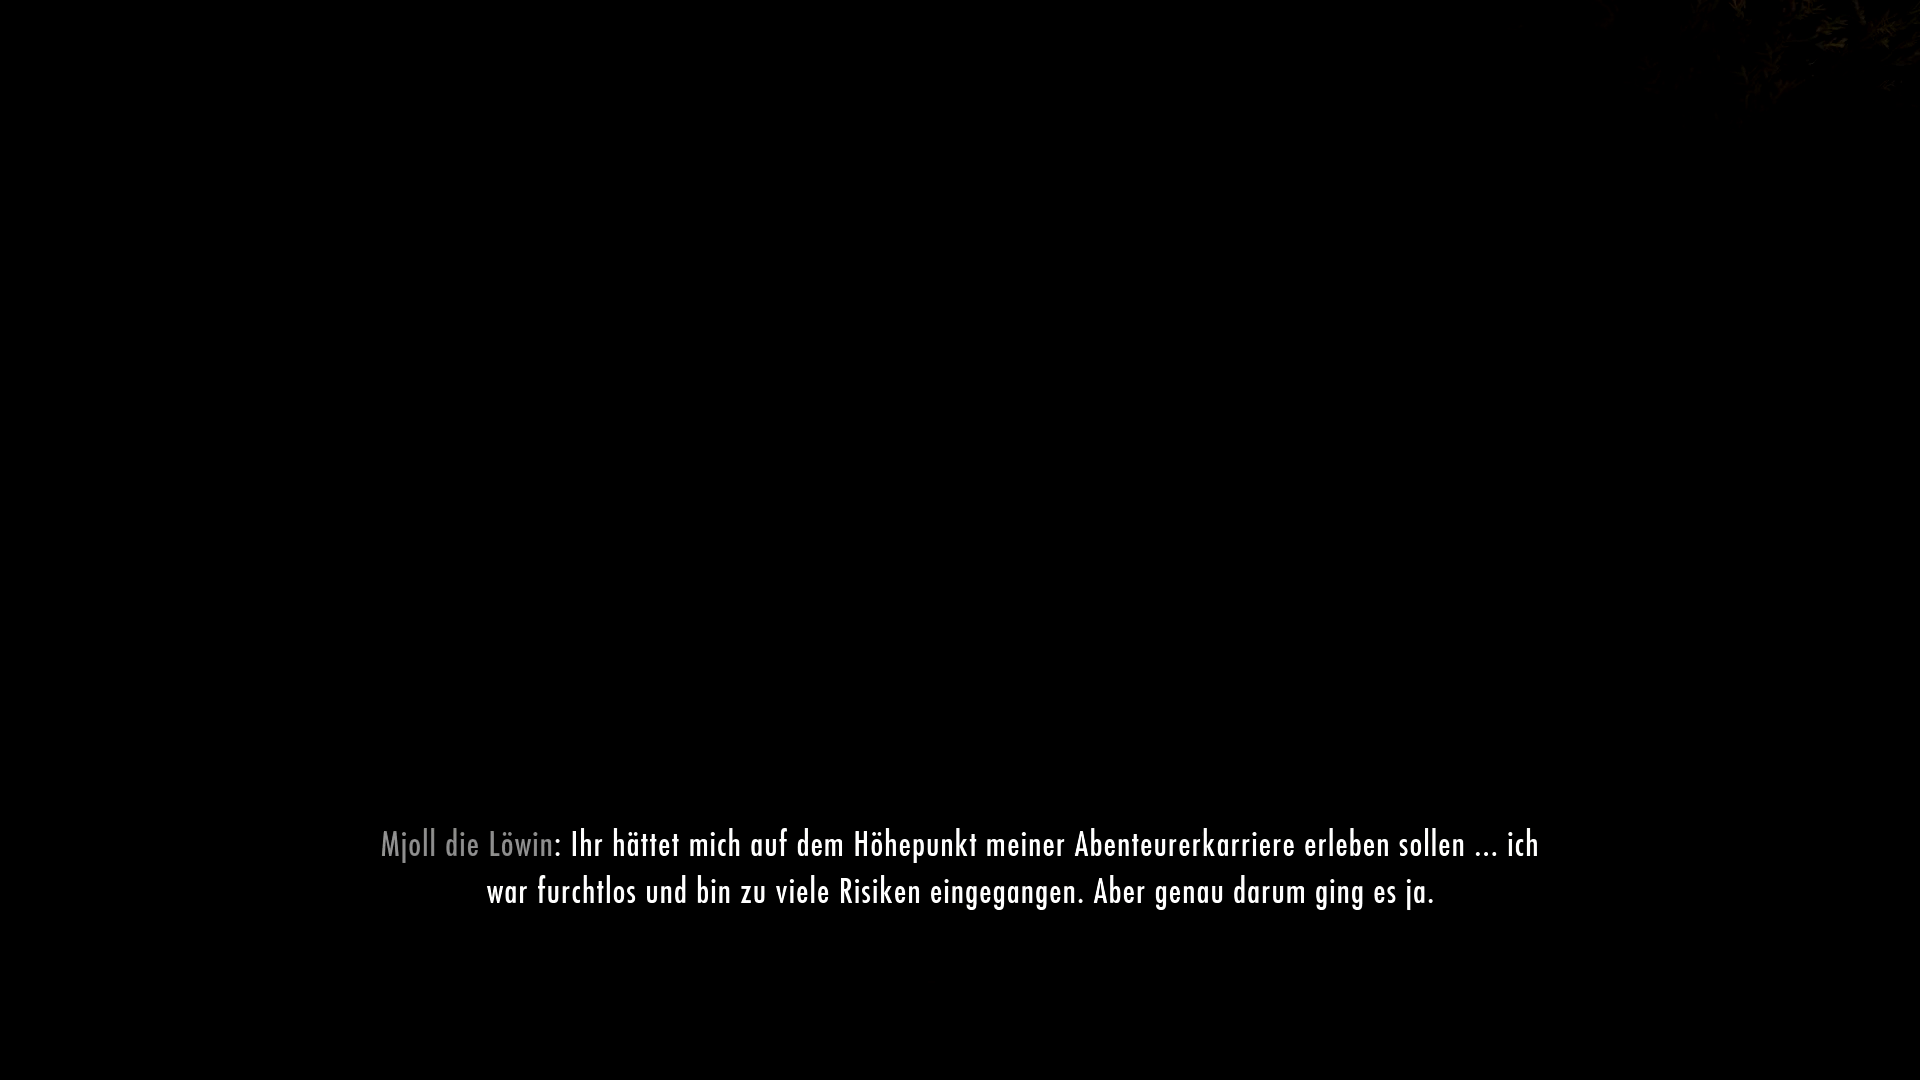 Mjoll die Löwin: Ihr hättet mich auf dem Höhepunkt meiner Abenteurerkarriere erleben sollen ... ich
war furchtlos und bin zu viele Risiken eingegangen. Aber genau darum ging es ja.